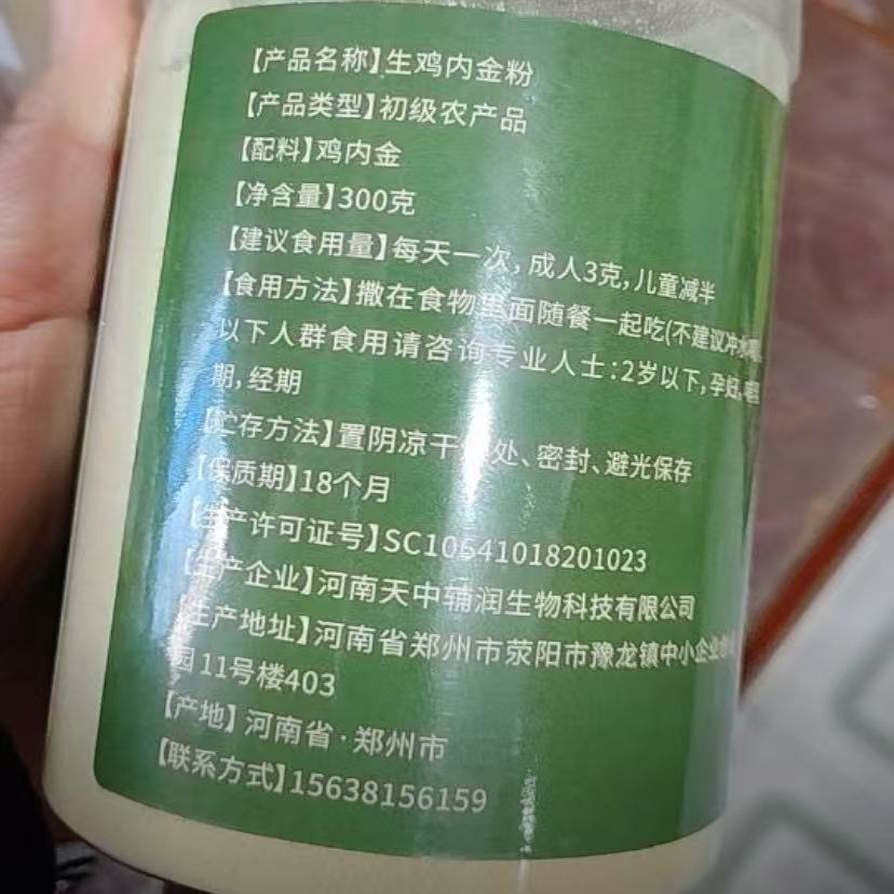 【产品名称】生鸡内金粉
【产品类型】初级农产品
【配料】鸡内金
【净含量】300克
【建议食用量】每天一次,成人3克,儿童减半
【食用方法】撒在食物里面随餐一起吃(不建议冲
以下人群食用请咨询专业人士:2岁以下,孕妇,
期,经期
【贮存方法】置阴凉干 处、密封、避光保存
【保质期】18个月
【生产许可证号】SC10641018201023
【生产企业】河南天中辅润生物科技有限公司
【生产地址】河南省郑州市荥阳市豫龙镇中小企业
园11号楼403
【产地】河南省·郑州市
【联系方式】15638156159